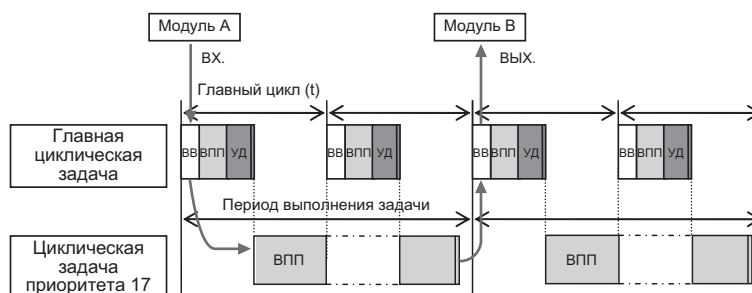 Модуль A
Модуль B
ВХ.
ВЫХ.
Главный цикл (t)
Главная
циклическая
задача
ВВ ВПП УД
ВВ ВПП УД
ВВ ВПП УД
ВВ ВПП УД
Период выполнения задачи
Циклическая
задача
приоритета 17
ВПП
ВПП